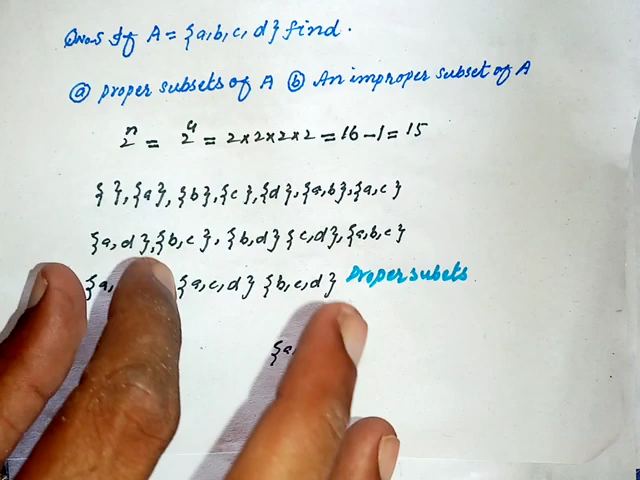 Ques If A = {a,b,c,d} find.
@ proper subsets of A ⓑ An improper subset of A
2ⁿ = 2⁴ = 2×2×2×2 = 16-1 = 15
{ }, {a}, {b}, {c}, {d}, {a,b}, {a,c}
{a,d}, {b,c}, {b,d} {c,d}, {a,b,c}
{a, {a,c,d} {b,c,d} Proper subets
{a